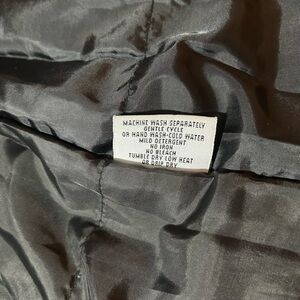 MACHINE WASH SEPARATELY
GENTLE CYCLE
OR HAND WASH-COLD WATER
MILD DETERGENT
NO IRON
NO BLEACH
TUMBLE DRY LOW HEAT
OR DRIP DRY